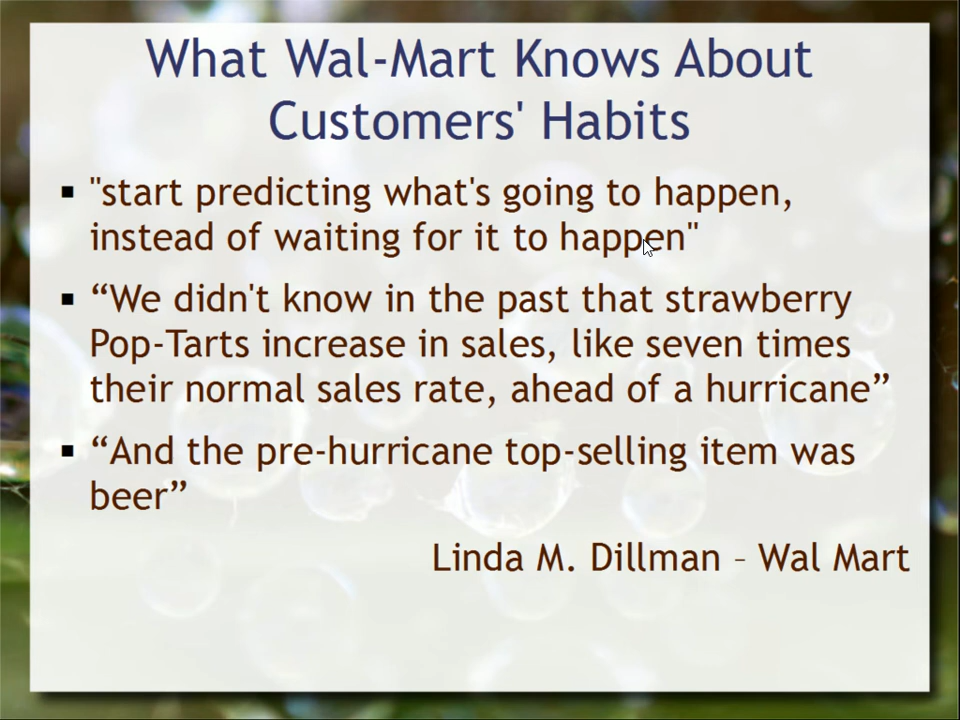 What Wal-Mart Knows About
Customers' Habits
▪ "start predicting what's going to happen,
instead of waiting for it to happen"
▪ “We didn't know in the past that strawberry
Pop-Tarts increase in sales, like seven times
their normal sales rate, ahead of a hurricane”
▪ “And the pre-hurricane top-selling item was
beer”
Linda M. Dillman – Wal Mart